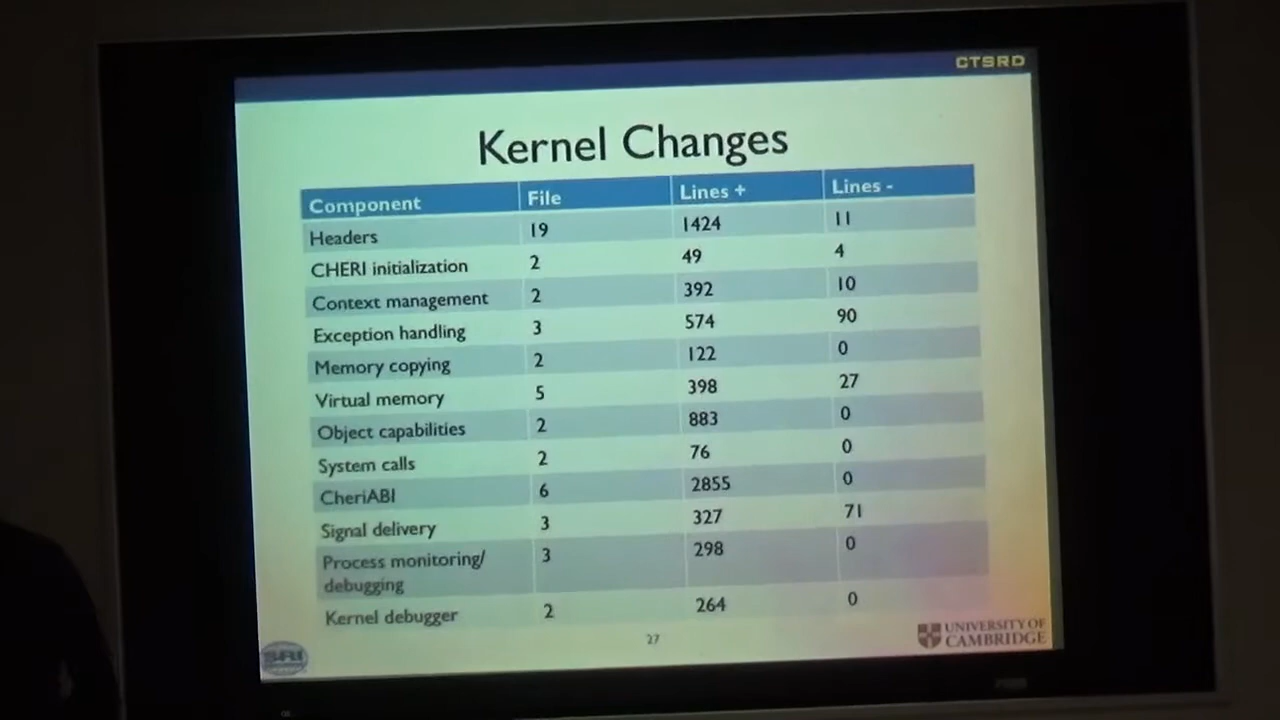 CTSRD
Kernel Changes
Component File Lines + Lines -
Headers 19 1424 11
CHERI initialization 2 49 4
Context management 2 392 10
Exception handling 3 574 90
Memory copying 2 122 0
Virtual memory 5 398 27
Object capabilities 2 883 0
System calls 2 76 0
CheriABI 6 2855 0
Signal delivery 3 327 71
Process monitoring/ 3 298 0
debugging
Kernel debugger 2 264 0
SRI
27
UNIVERSITY OF
CAMBRIDGE